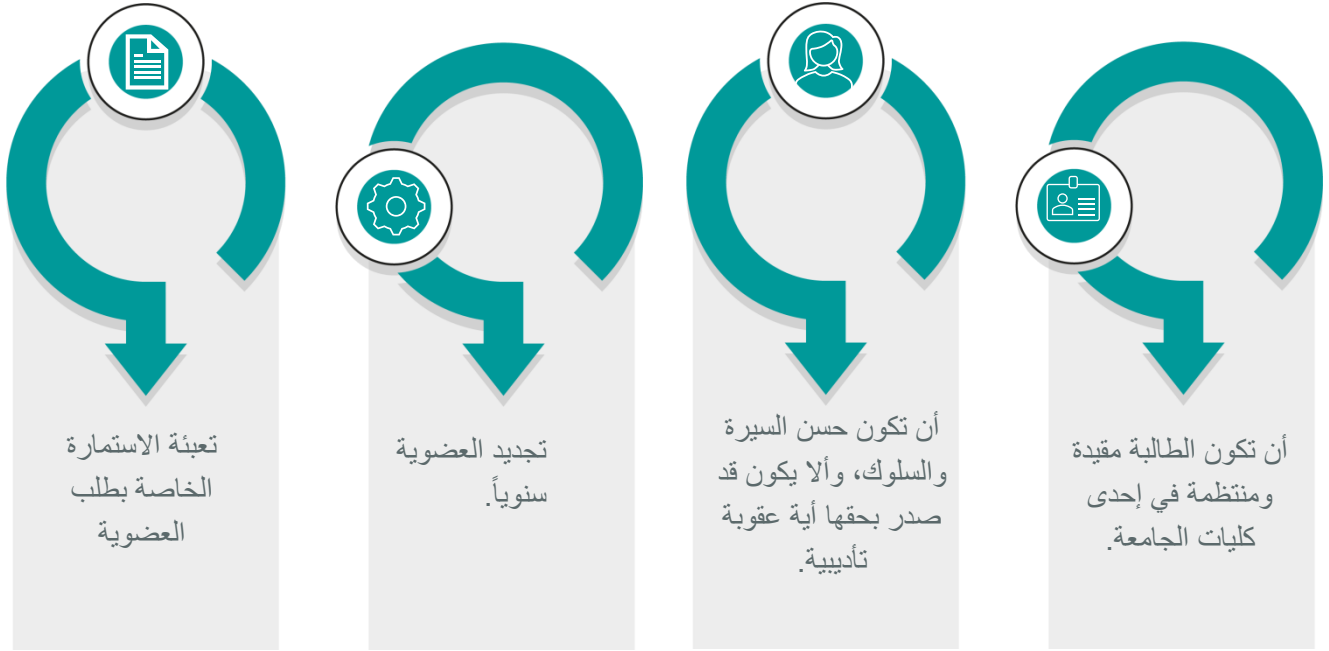 أن تكون الطالبة مقيدة
ومنتظمة في إحدى
كليات الجامعة.
أن تكون حسن السيرة
والسلوك، وألا يكون قد
صدر بحقها أية عقوبة
تأديبية.
تجديد العضوية
سنوياً.
تعبئة الاستمارة
الخاصة بطلب
العضوية